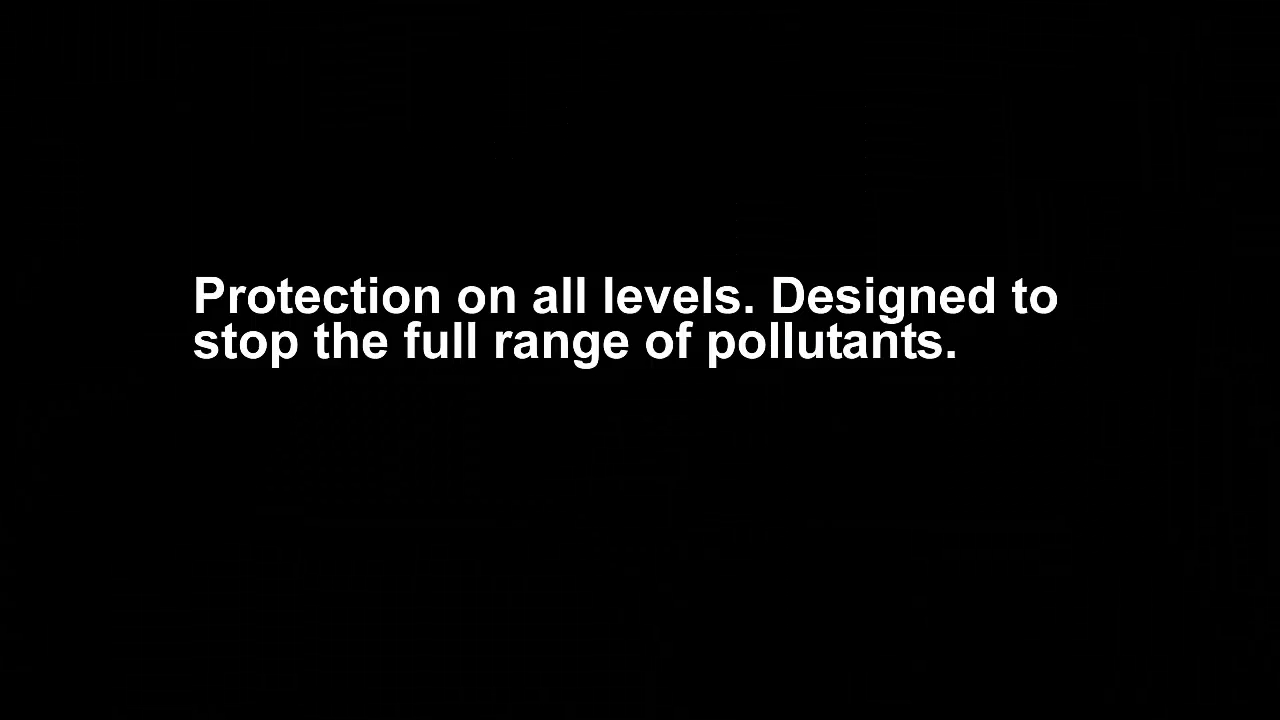 Protection on all levels. Designed to
stop the full range of pollutants.